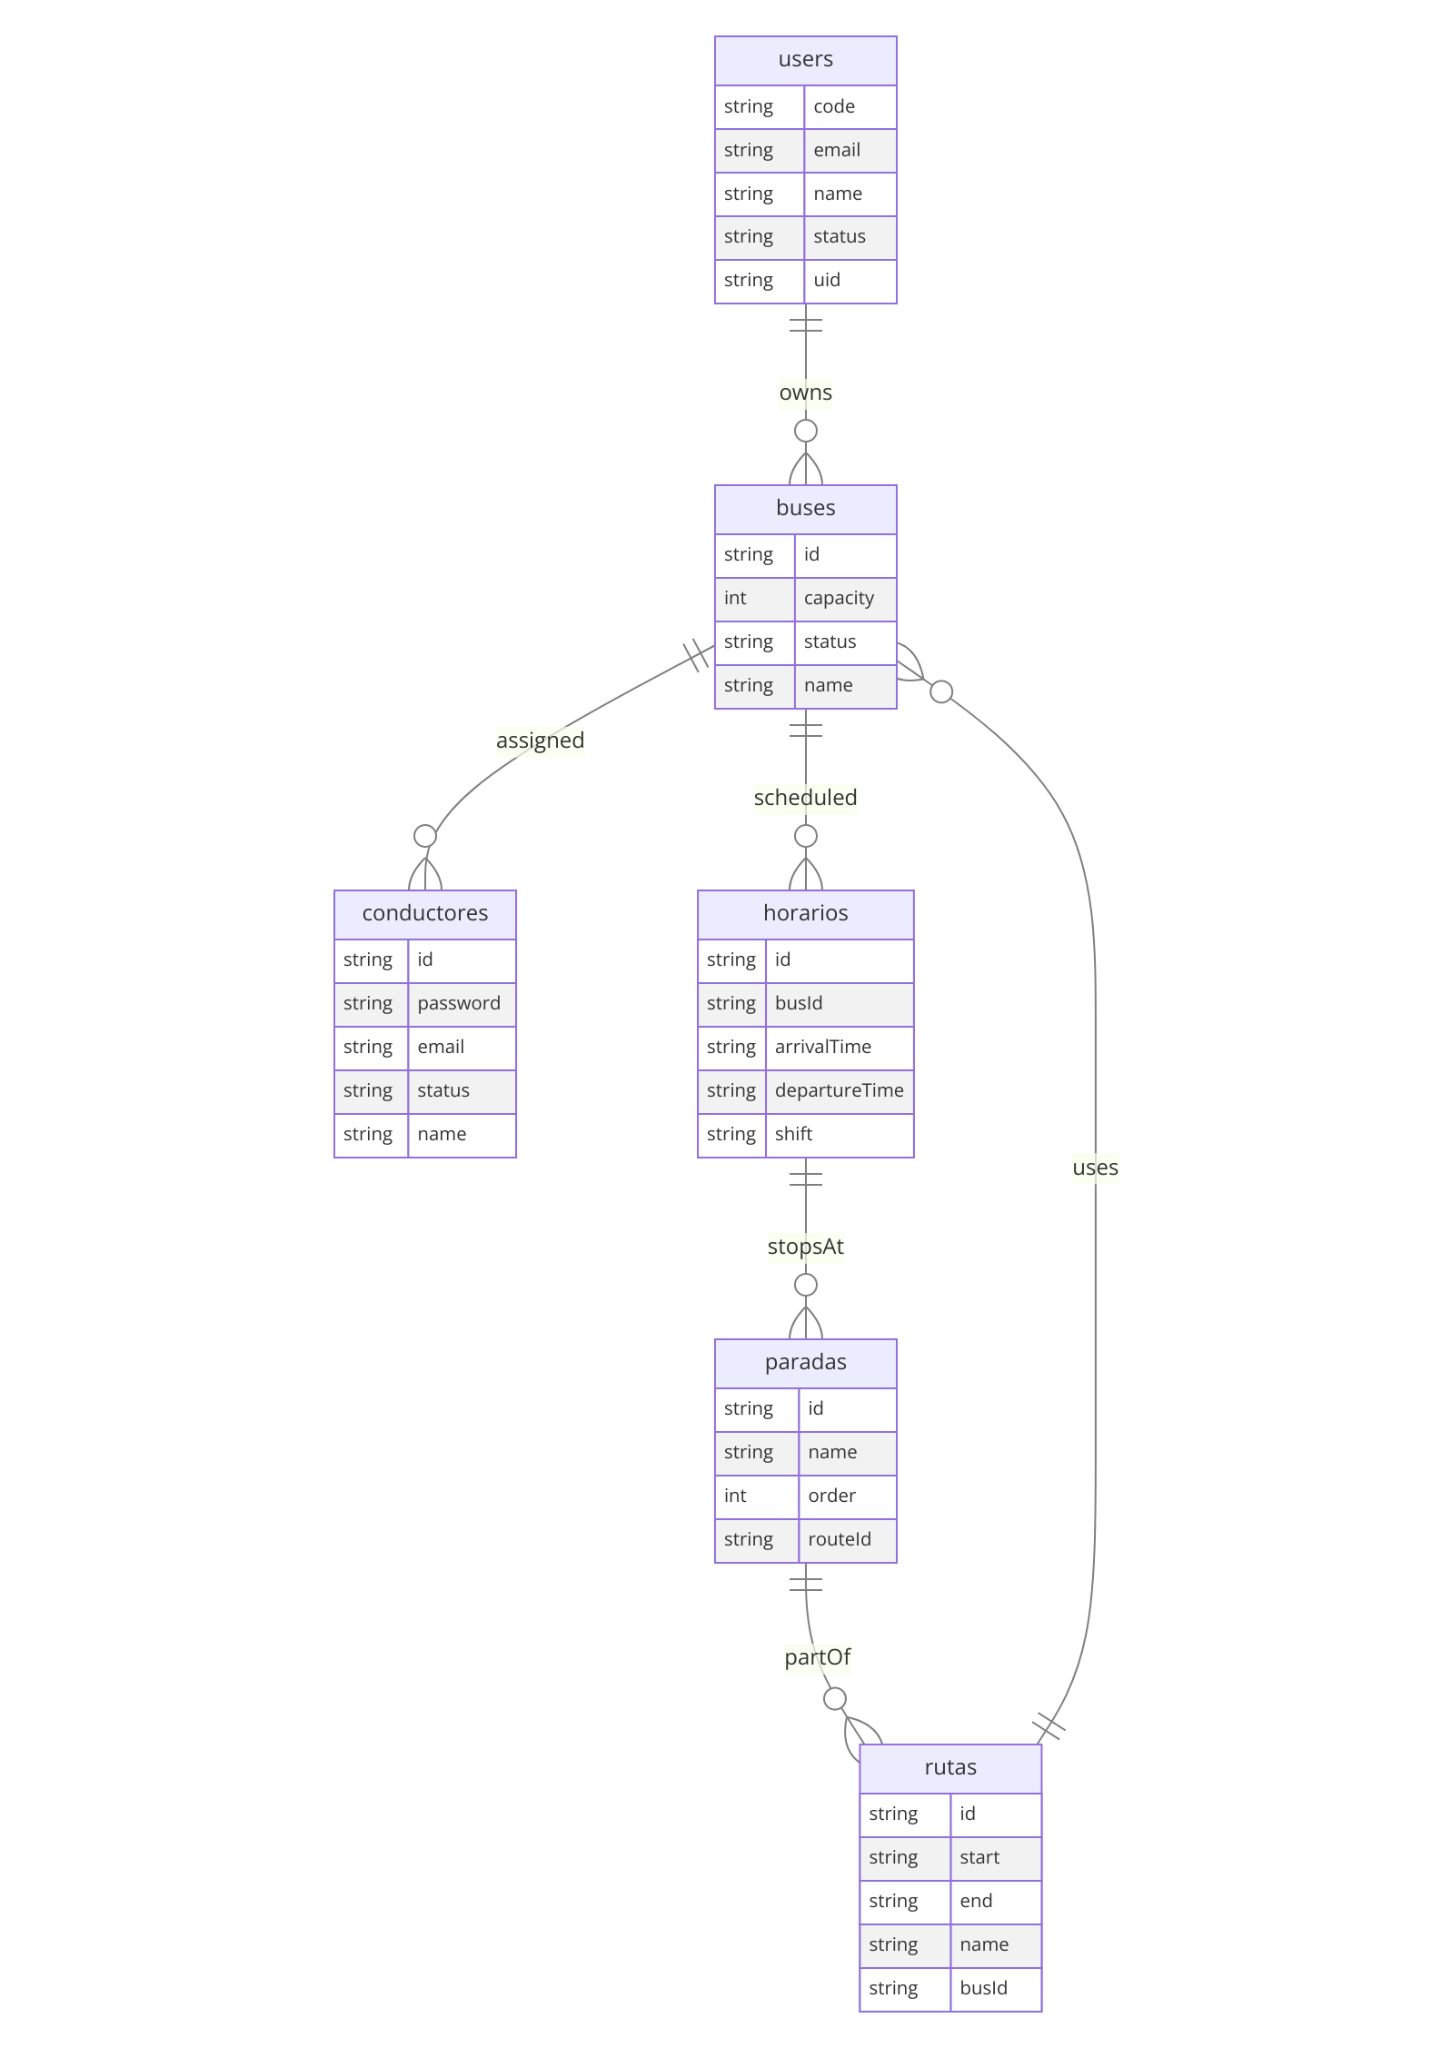 users
string code
string email
string name
string status
string uid
owns
buses
string id
int capacity
string status
string name
assigned
scheduled
conductores
string id
string password
string email
string status
string name
horarios
string id
string busId
string arrivalTime
string departureTime
string shift
uses
stopsAt
paradas
string id
string name
int order
string routeId
partOf
rutas
string id
string start
string end
string name
string busId